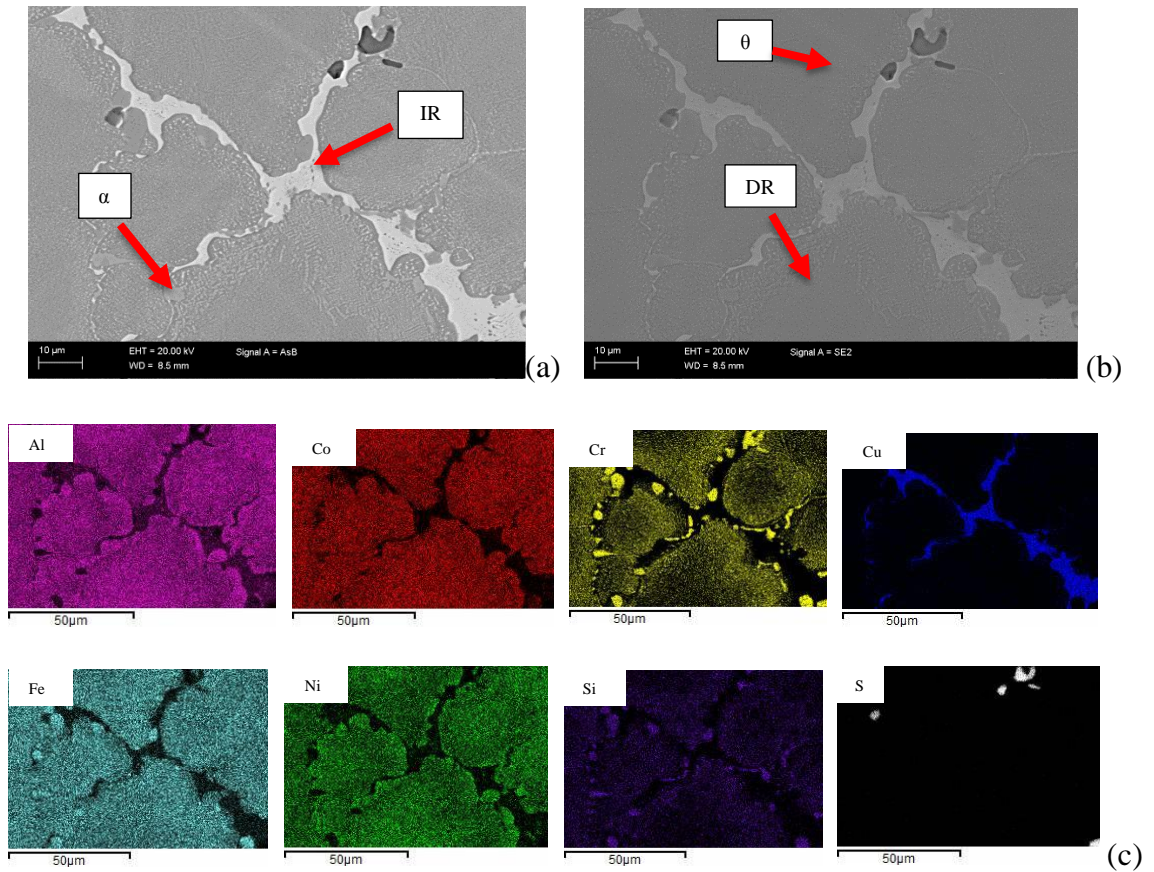 IR
α
10 µm
EHT = 20.00 kV
Signal A = AsB
WD = 8.5 mm
(a)
θ
DR
10 µm
EHT = 20.00 kV
Signal A = SE2
WD = 8.5 mm
(b)
Al
50µm
Co
50µm
Cr
50µm
Cu
50µm
Fe
50µm
Ni
50µm
Si
50µm
S
50µm
(c)